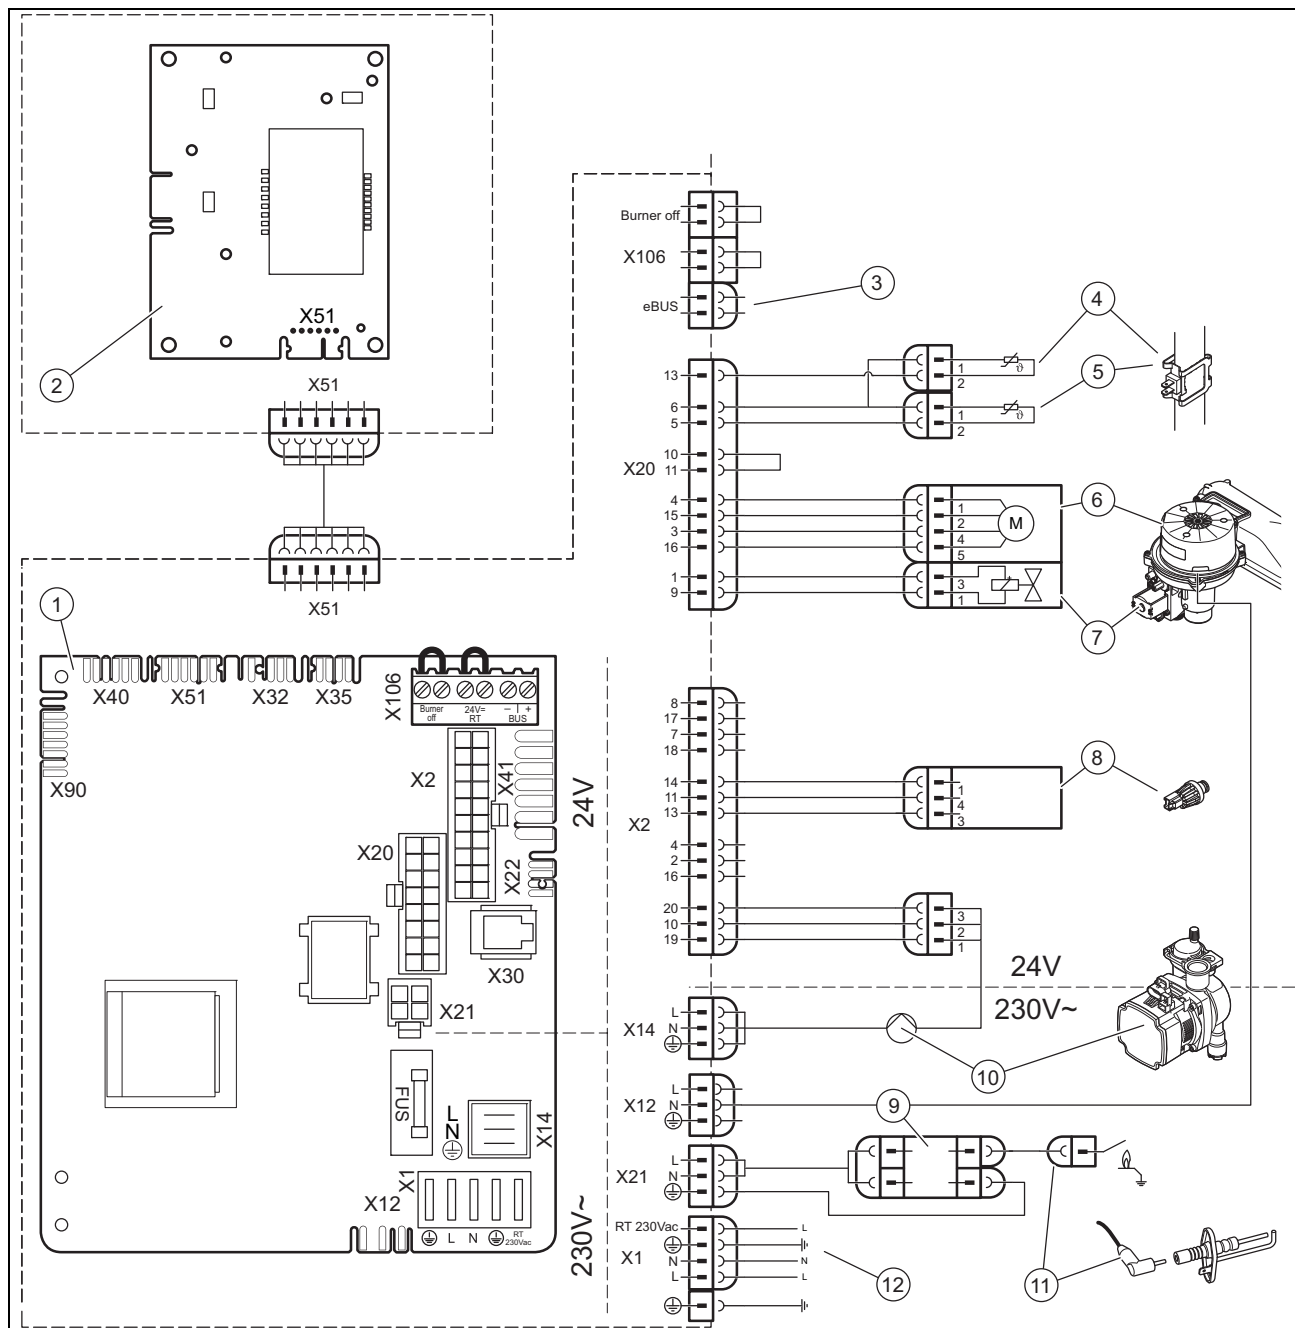 X51
2
X51
X51
1
Burner off
X106
eBUS
3
13
6
5
10
11
X20
4
15
3
16
1
9
1
2
ϑ
4
1
2
ϑ
5
1
2
4
5
M
6
3
1
7
8
17
7
18
14
11
13
X2
4
2
16
20
10
19
1
4
3
8
3
2
1
24V
230V~
X14
L
N
10
X12
L
N
9
X21
L
N
11
RT 230Vac
X1
N
L
L
N
L
12
X40
X51
X32
X35
X106
Burner off
24V= RT
– | +
BUS
X90
X2
X41
24V
X20
X22
X30
X21
FUS
L
N
X14
X1
X12
L
N
RT 230Vac
230V~